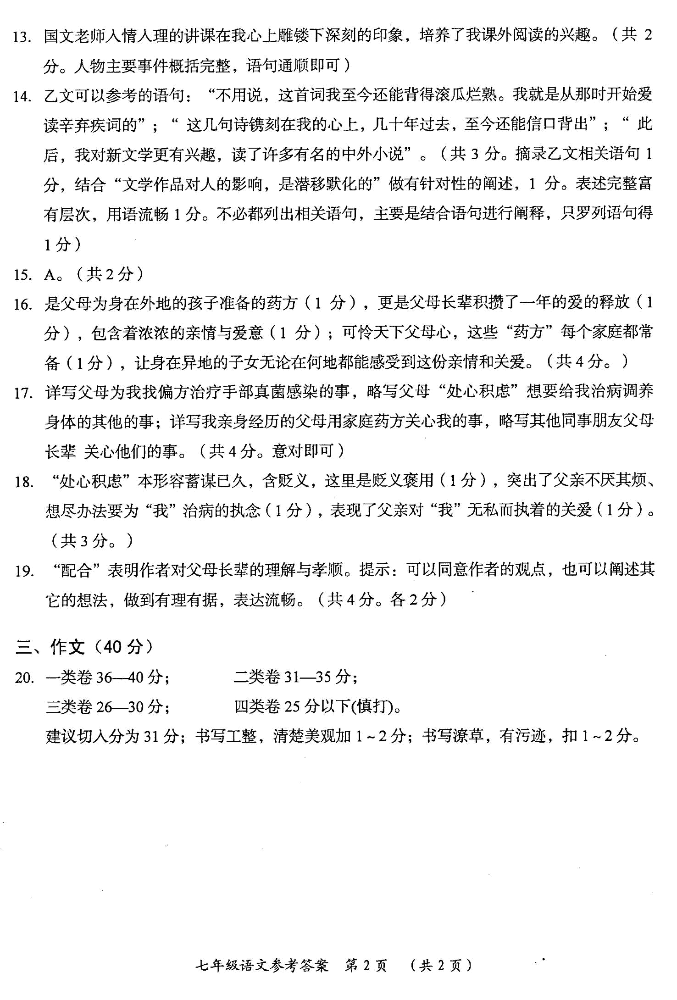 13. 国文老师入情入理的讲课在我心上雕镂下深刻的印象，培养了我课外阅读的兴趣。（共 2
分。人物主要事件概括完整，语句通顺即可）
14. 乙文可以参考的语句：“不用说，这首词我至今还能背得滚瓜烂熟。我就是从那时开始爱
读辛弃疾词的”；“ 这几句诗镌刻在我的心上，几十年过去，至今还能信口背出”；“ 此
后，我对新文学更有兴趣，读了许多有名的中外小说”。（共 3 分。摘录乙文相关语句 1
分，结合“文学作品对人的影响，是潜移默化的”做有针对性的阐述，1 分。表述完整富
有层次，用语流畅 1 分。不必都列出相关语句，主要是结合语句进行阐释，只罗列语句得
1 分）
15. A。（共 2 分）
16. 是父母为身在外地的孩子准备的药方（1 分），更是父母长辈积攒了一年的爱的释放（1
分），包含着浓浓的亲情与爱意（1 分）；可怜天下父母心，这些“药方”每个家庭都常
备（1 分），让身在异地的子女无论在何地都能感受到这份亲情和关爱。（共 4 分。）
17. 详写父母为我找偏方治疗手部真菌感染的事，略写父母“处心积虑”想要给我治病调养
身体的其他的事；详写我亲身经历的父母用家庭药方关心我的事，略写其他同事朋友父母
长辈 关心他们的事。（共 4 分。意对即可）
18. “处心积虑”本形容蓄谋已久，含贬义，这里是贬义褒用（1 分），突出了父亲不厌其烦、
想尽办法要为“我”治病的执念（1 分），表现了父亲对“我”无私而执着的关爱（1 分）。
（共 3 分。）
19. “配合”表明作者对父母长辈的理解与孝顺。提示：可以同意作者的观点，也可以阐述其
它的想法，做到有理有据，表达流畅。（共 4 分。各 2 分）
三、作文（40 分）
20. 一类卷 36—40 分； 二类卷 31—35 分；
三类卷 26—30 分； 四类卷 25 分以下(慎打)。
建议切入分为 31 分；书写工整，清楚美观加 1～2 分；书写潦草，有污迹，扣 1～2 分。
七年级语文参考答案 第 2 页 （共 2 页）